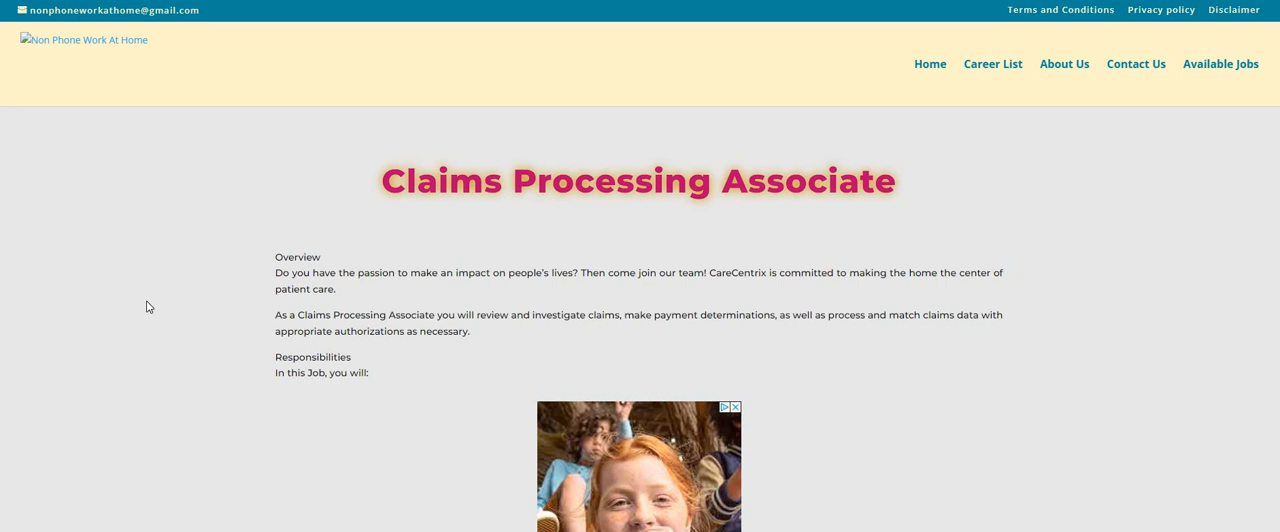 nonphoneworkathome@gmail.com
Terms and Conditions Privacy policy Disclaimer
Non Phone Work At Home
Home Career List About Us Contact Us Available Jobs
Claims Processing Associate
Overview
Do you have the passion to make an impact on people's lives? Then come join our team! CareCentrix is committed to making the home the center of
patient care.
As a Claims Processing Associate you will review and investigate claims, make payment determinations, as well as process and match claims data with
appropriate authorizations as necessary.
Responsibilities
In this Job, you will: